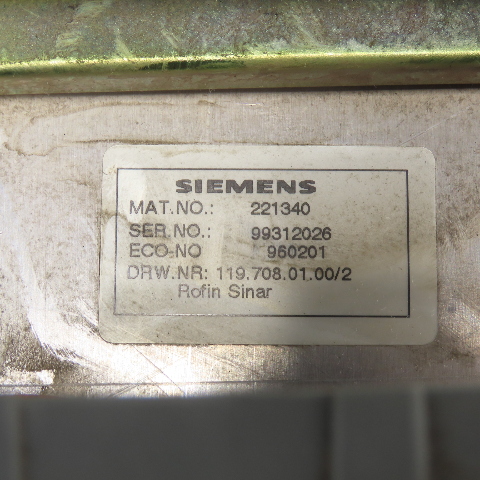 SIEMENS
MAT.NO.: 221340
SER.NO.: 99312026
ECO-NO 960201
DRW.NR: 119.708.01.00/2
Rofin Sinar